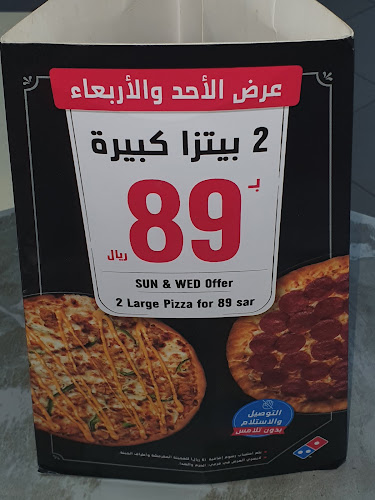 عرض الأحد والأربعاء
2 بيتزا كبيرة
بـ
89
ريال
SUN & WED Offer
2 Large Pizza for 89 sar
التوصيل
والاستلام
بدون تلامس